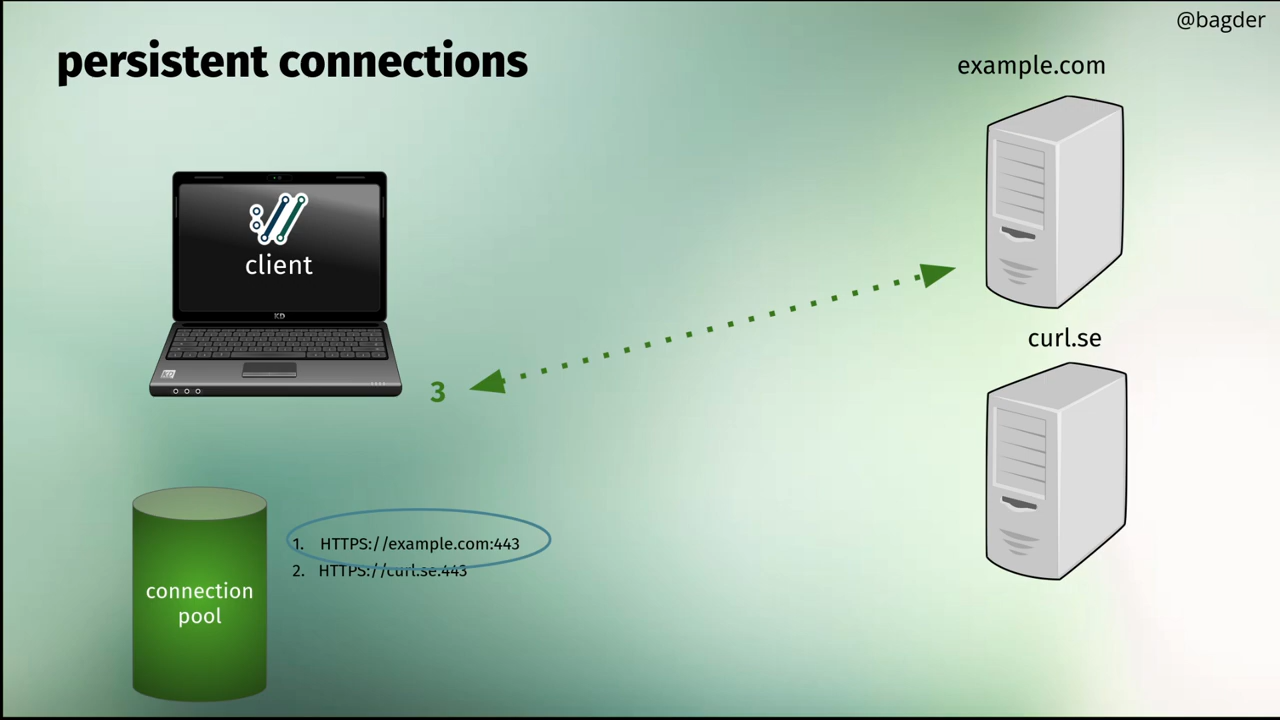 @bagder
persistent connections
example.com
client
KD
curl.se
3
1. HTTPS://example.com:443
2. HTTPS://curl.se:443
connection
pool